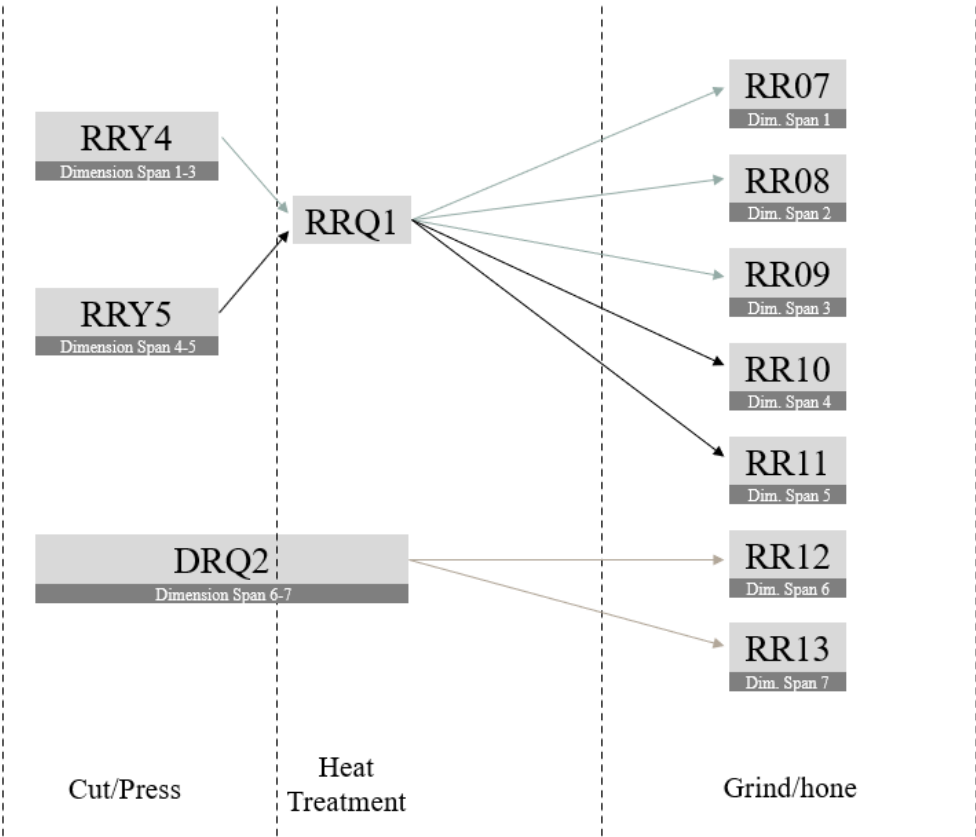 RRY4
Dimension Span 1-3
RRY5
Dimension Span 4-5
RRQ1
DRQ2
Dimension Span 6-7
RR07
Dim. Span 1
RR08
Dim. Span 2
RR09
Dim. Span 3
RR10
Dim. Span 4
RR11
Dim. Span 5
RR12
Dim. Span 6
RR13
Dim. Span 7
Cut/Press
Heat
Treatment
Grind/hone